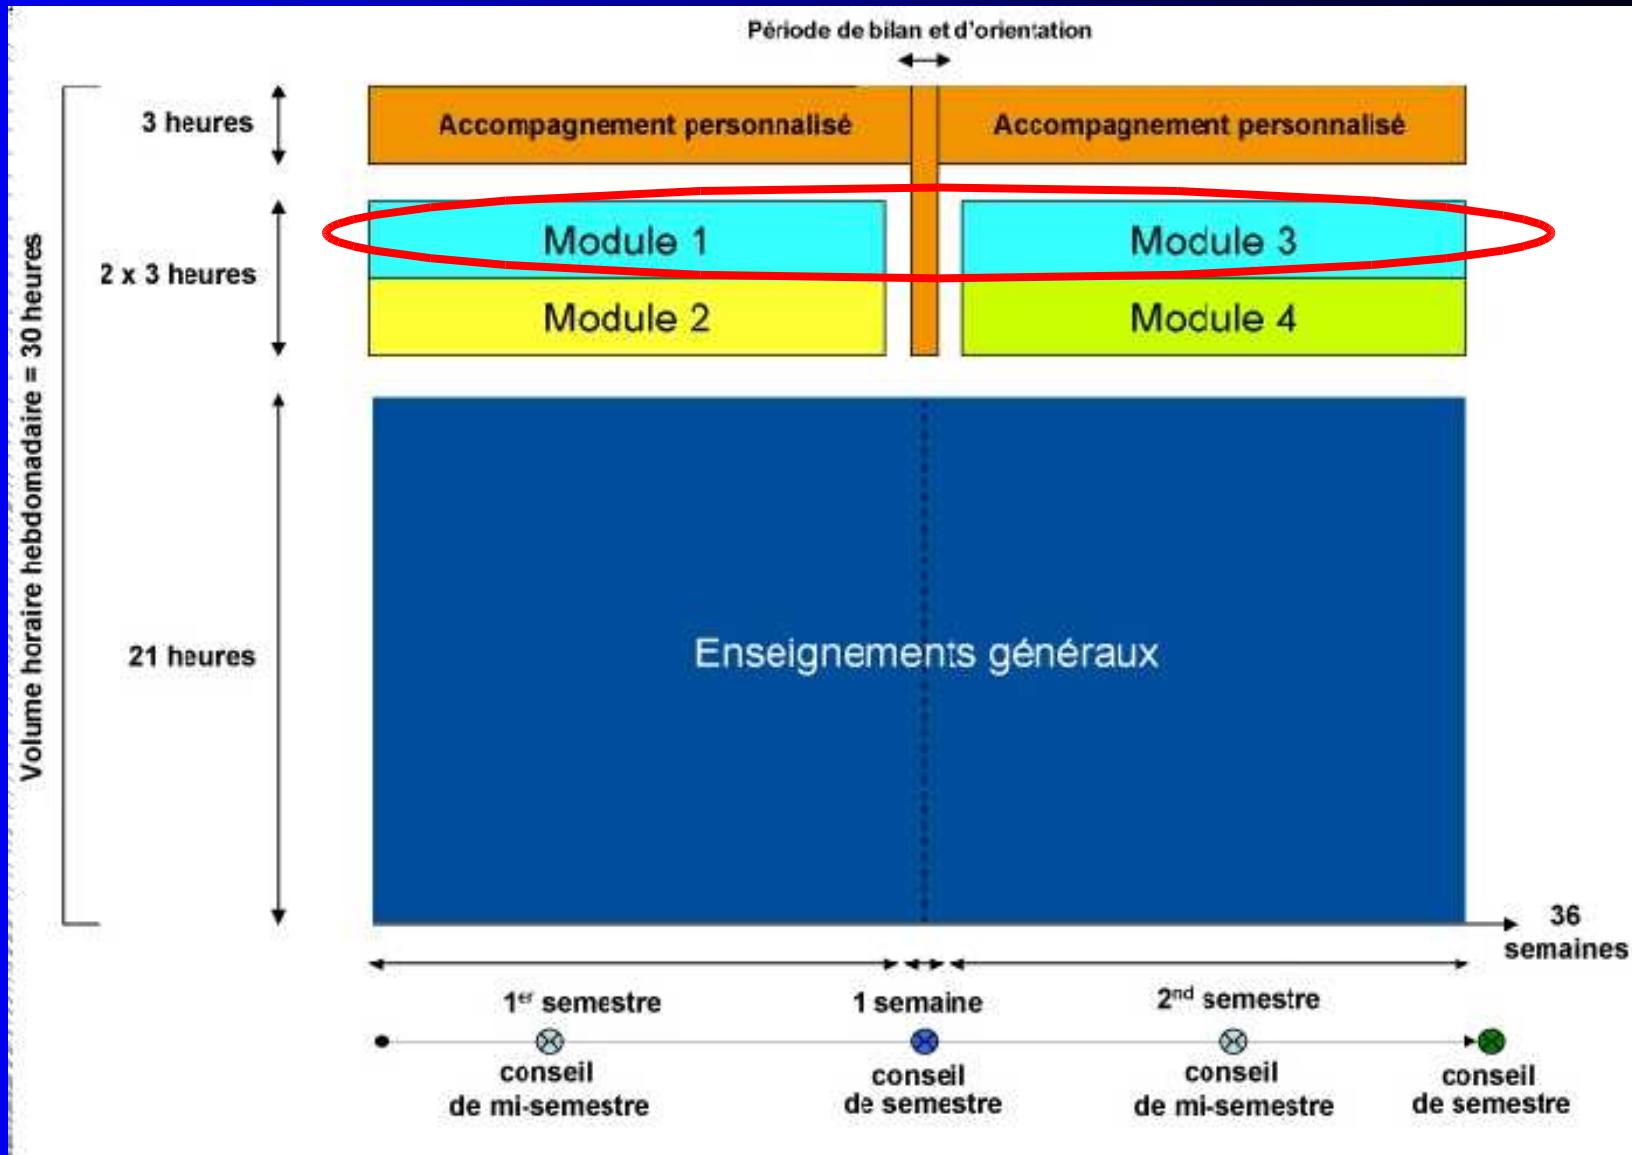 Période de bilan et d'orientation
3 heures
Accompagnement personnalisé
Accompagnement personnalisé
Volume horaire hebdomadaire = 30 heures
2 x 3 heures
Module 1
Module 3
Module 2
Module 4
21 heures
Enseignements généraux
36
semaines
1er semestre
1 semaine
2nd semestre
conseil
de mi-semestre
conseil
de semestre
conseil
de mi-semestre
conseil
de semestre